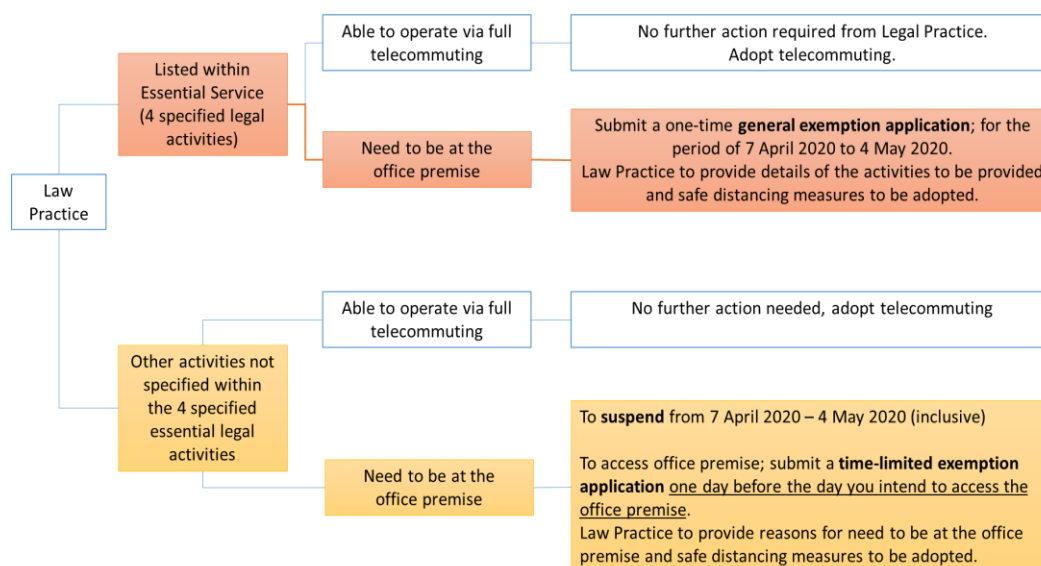 Law
Practice
Listed within
Essential Service
(4 specified legal
activities)
Able to operate via full
telecommuting
No further action required from Legal Practice.
Adopt telecommuting.
Need to be at the
office premise
Submit a one-time general exemption application; for the
period of 7 April 2020 to 4 May 2020.
Law Practice to provide details of the activities to be provided
and safe distancing measures to be adopted.
Other activities not
specified within
the 4 specified
essential legal
activities
Able to operate via full
telecommuting
No further action needed, adopt telecommuting
Need to be at the
office premise
To suspend from 7 April 2020 – 4 May 2020 (inclusive)
To access office premise; submit a time-limited exemption
application one day before the day you intend to access the
office premise.
Law Practice to provide reasons for need to be at the office
premise and safe distancing measures to be adopted.